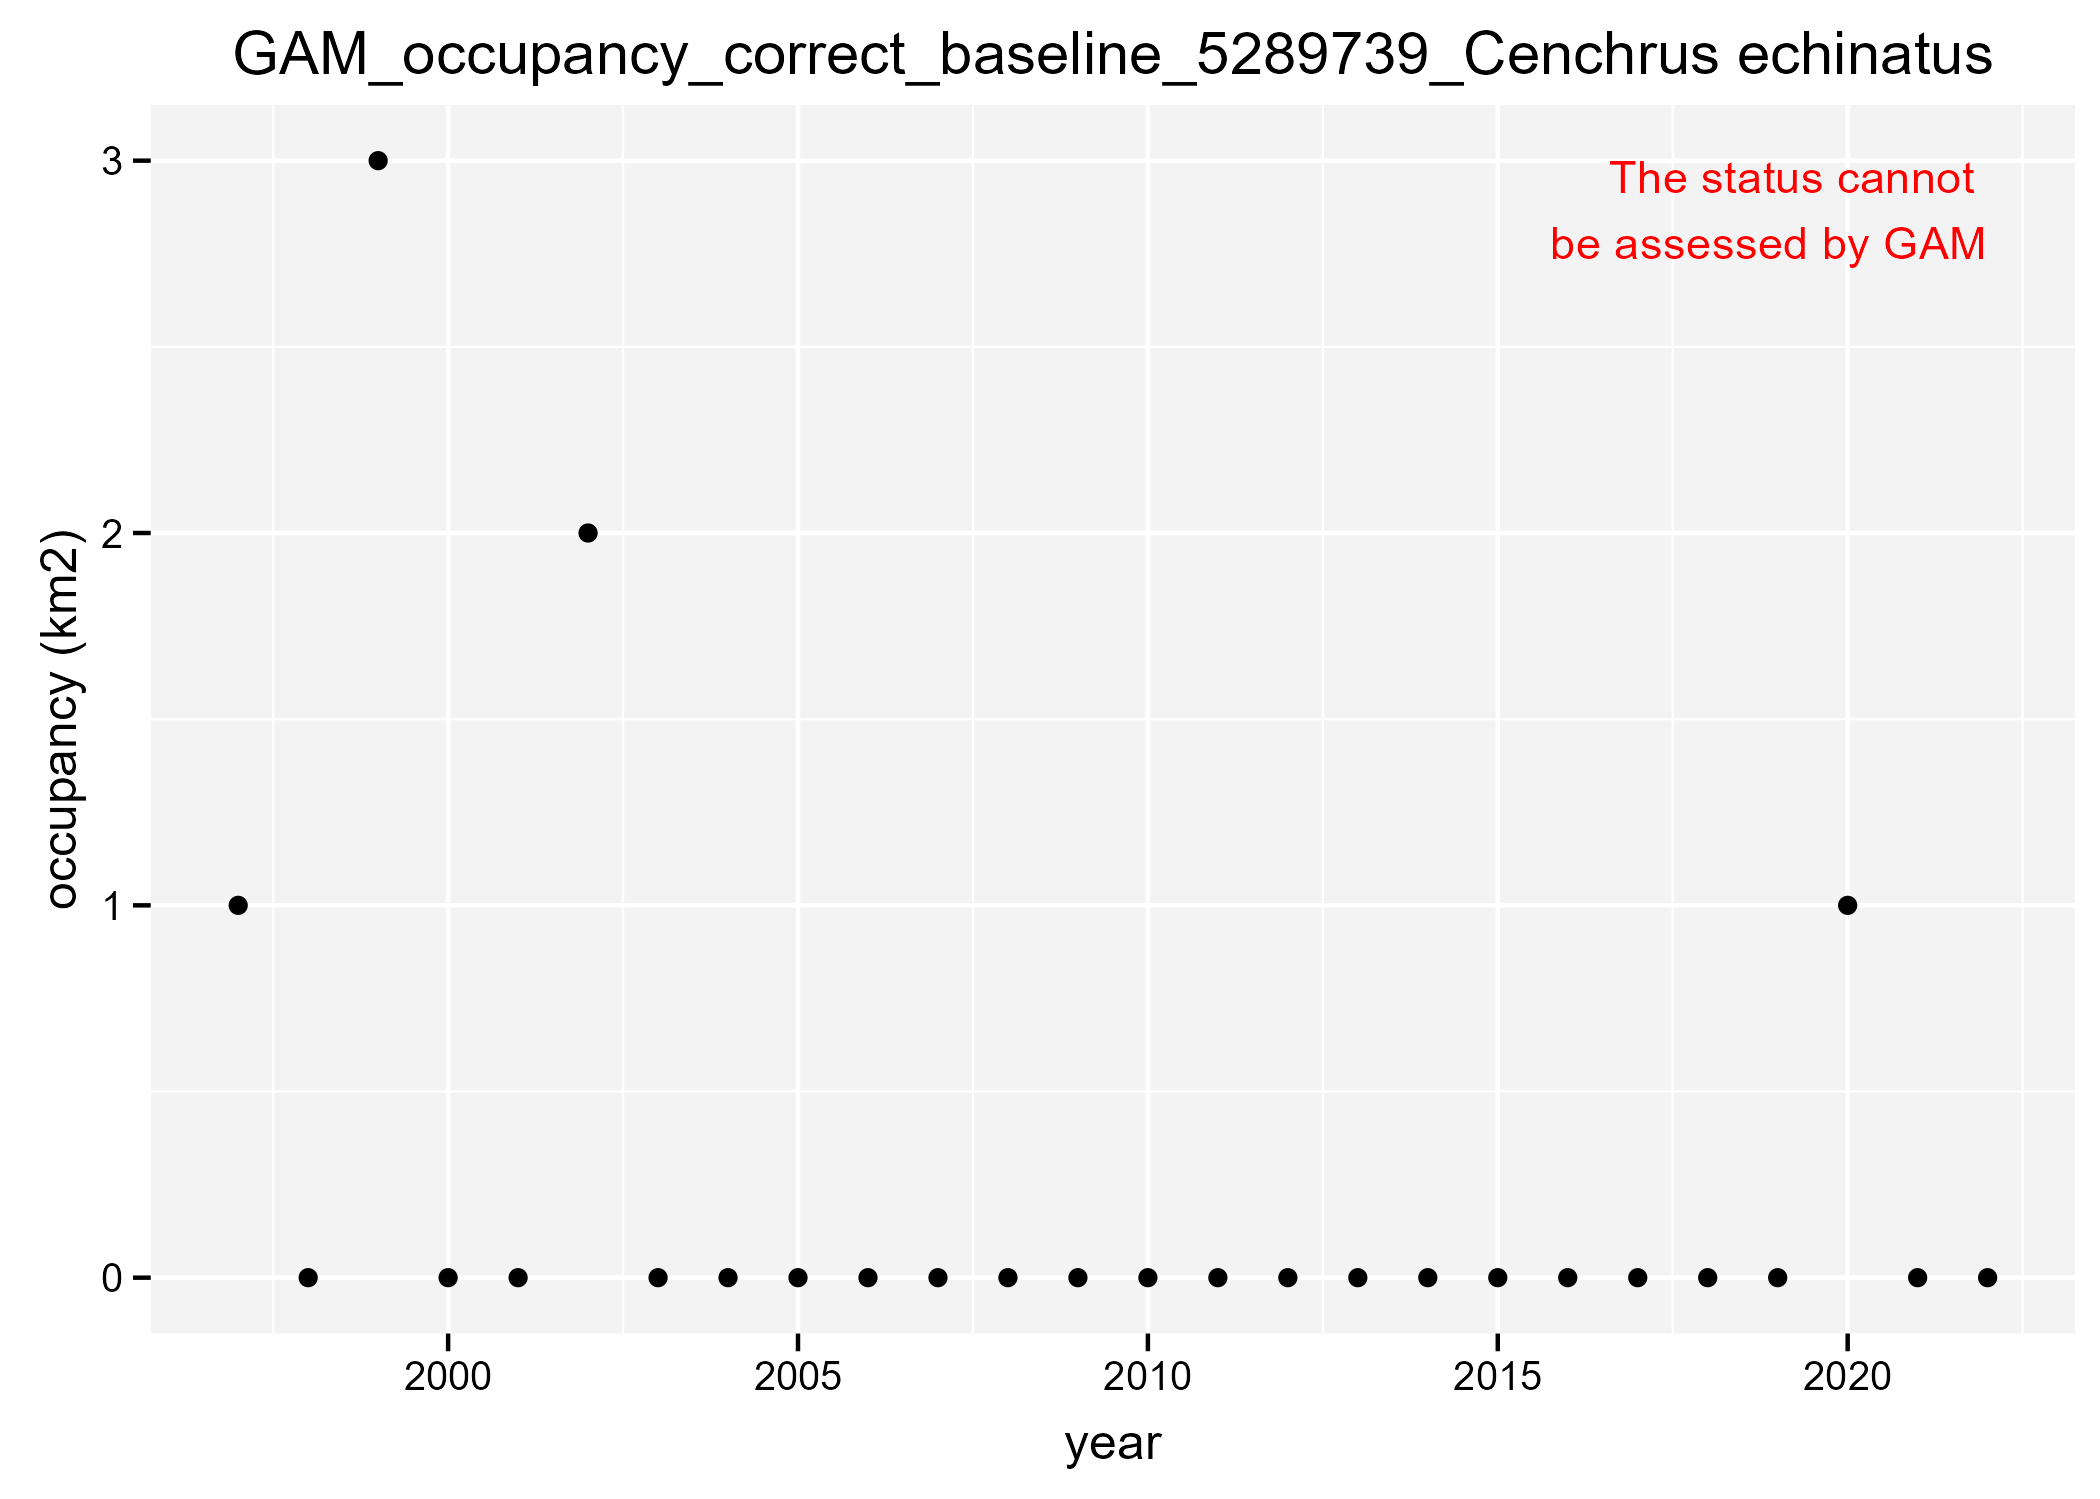 GAM_occupancy_correct_baseline_5289739_Cenchrus echinatus
The status cannot
be assessed by GAM
occupancy (km2)
3
2
1
0
2000 2005 2010 2015 2020
year